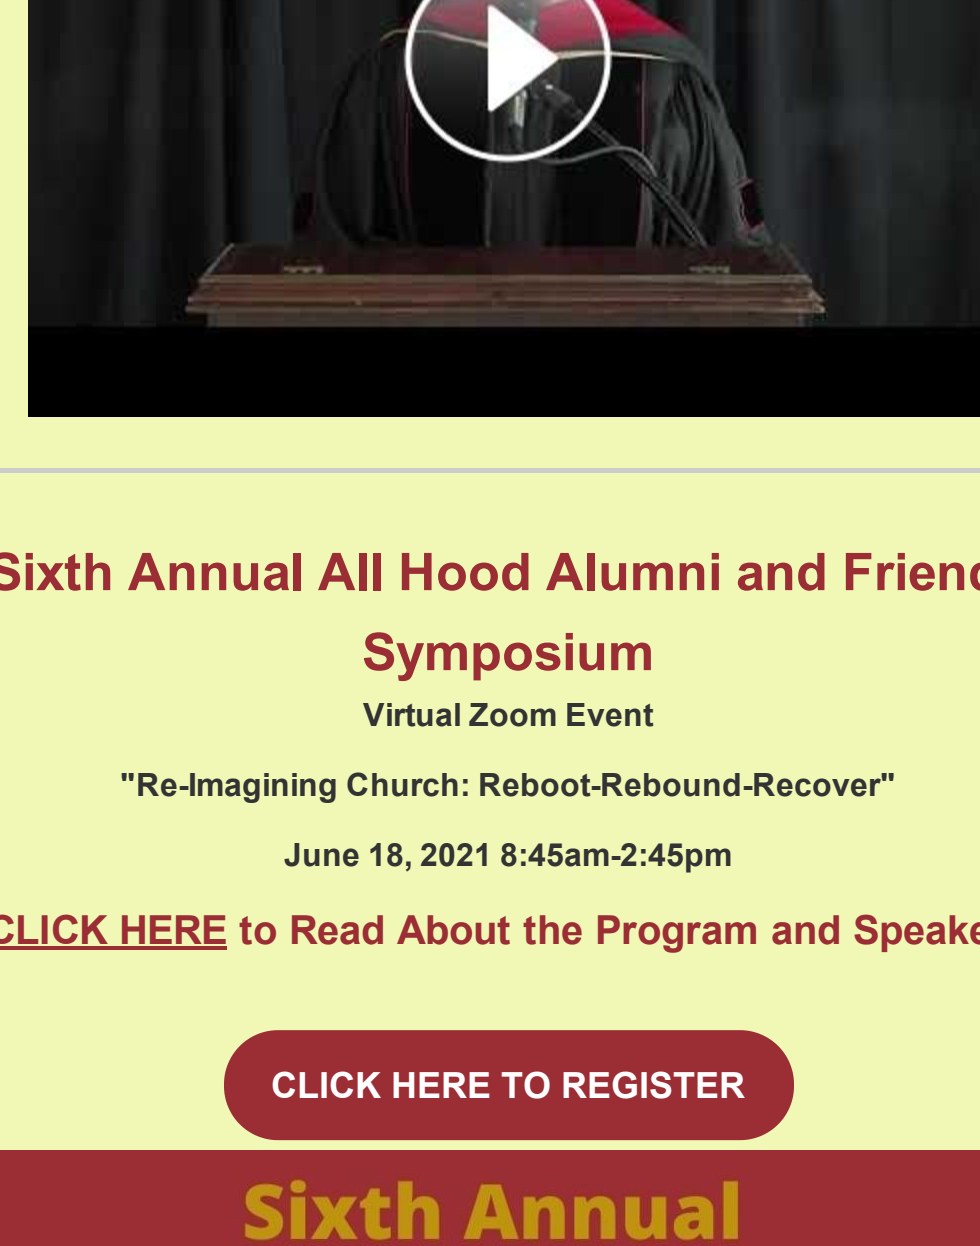 Sixth Annual All Hood Alumni and Friend
Symposium
Virtual Zoom Event
"Re-Imagining Church: Reboot-Rebound-Recover"
June 18, 2021 8:45am-2:45pm
CLICK HERE to Read About the Program and Speake
CLICK HERE TO REGISTER
Sixth Annual